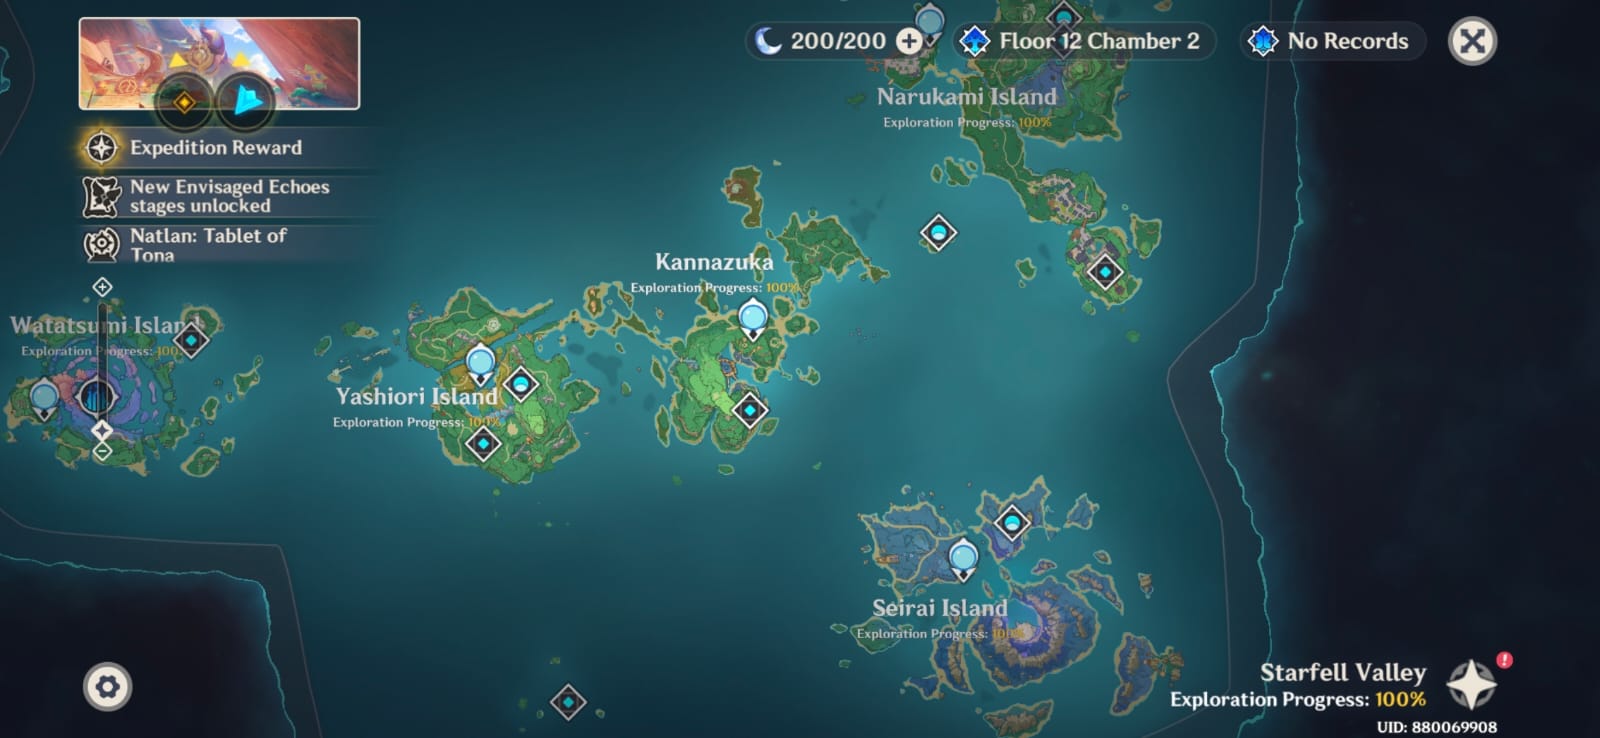 200/200
Floor 12 Chamber 2
No Records
Narukami Island
Exploration Progress: 100%
Expedition Reward
New Envisaged Echoes
stages unlocked
Natlan: Tablet of
Tona
Kannazuka
Exploration Progress: 100%
Watatsumi Island
Exploration Progress: 100
Yashiori Island
Exploration Progress: 100%
Seirai Island
Exploration Progress: 100%
Starfell Valley
Exploration Progress: 100%
UID: 880069908